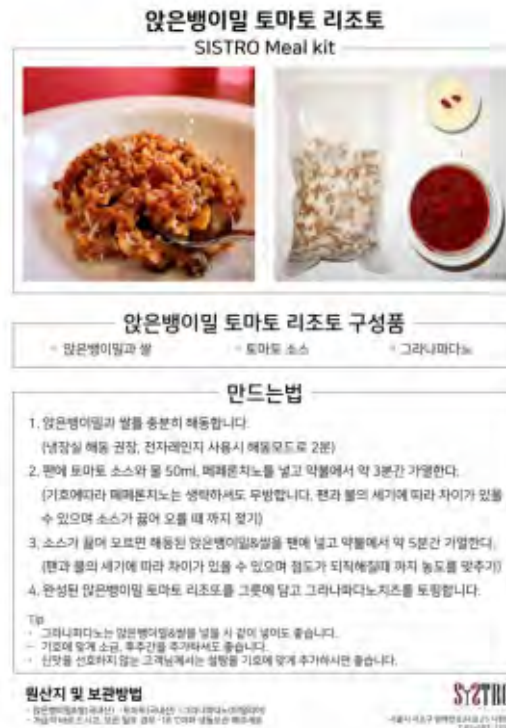 앉은뱅이밀 토마토 리조토
SISTRO Meal kit
앉은뱅이밀 토마토 리조토 구성품
- 앉은뱅이밀과 쌀 - 토마토 소스 - 그라나파다노
만드는법
1. 앉은뱅이밀과 쌀를 충분히 해동합니다.
(냉장실 해동 권장, 전자레인지 사용시 해동모드로 2분)
2. 팬에 토마토 소스와 물 50ml, 페페론치노를 넣고 약불에서 약 3분간 가열한다.
(기호에따라 페페론치노는 생략하셔도 무방합니다. 팬과 불의 세기에 따라 차이가 있을
수 있으며 소스가 끓어 오를 때 까지 젓기)
3. 소스가 끓어 오르면 해동된 앉은뱅이밀&쌀을 팬에 넣고 약불에서 약 5분간 가열한다.
(팬과 불의 세기에 따라 차이가 있을 수 있으며 점도가 되직해질때 까지 농도를 맞추기)
4. 완성된 앉은뱅이밀 토마토 리조또를 그릇에 담고 그라나파다노치즈를 토핑합니다.
Tip
- 그라나파다노는 앉은뱅이밀&쌀을 넣을 시 같이 넣어도 좋습니다.
- 기호에 맞게 소금, 후추간을 추가하셔도 좋습니다.
- 신맛을 선호하지 않는 고객님께서는 설탕을 기호에 맞게 추가하시면 좋습니다.
원산지 및 보관방법
SYZTRO